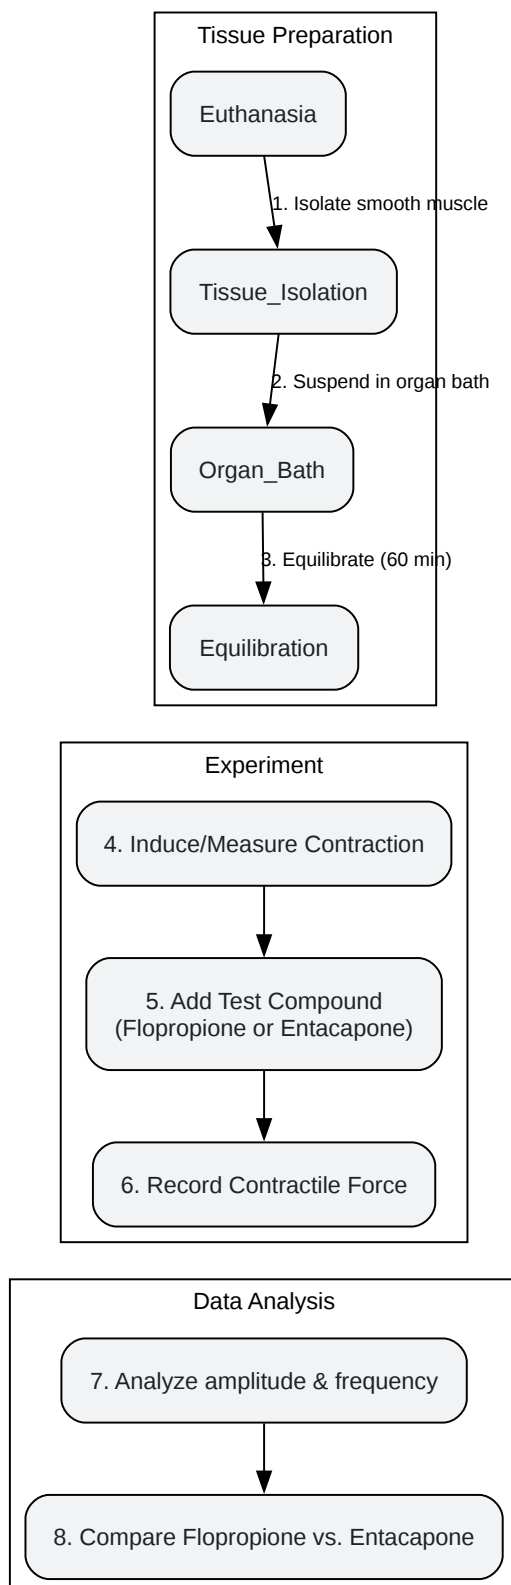 Tissue Preparation
Euthanasia
1. Isolate smooth muscle
Tissue_Isolation
2. Suspend in organ bath
Organ_Bath
3. Equilibrate (60 min)
Equilibration
Experiment
4. Induce/Measure Contraction
5. Add Test Compound
(Flopropione or Entacapone)
6. Record Contractile Force
Data Analysis
7. Analyze amplitude & frequency
8. Compare Flopropione vs. Entacapone